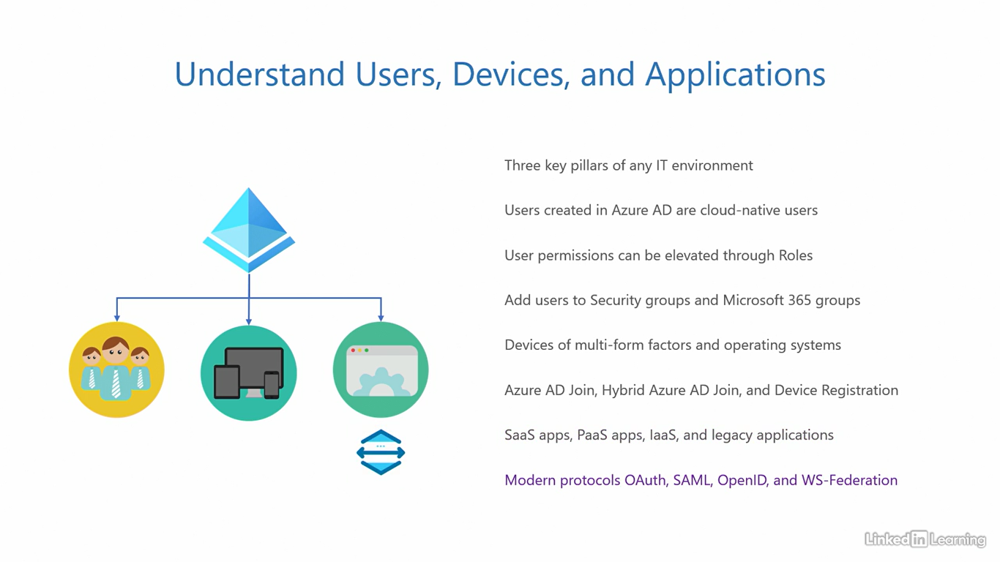 Understand Users, Devices, and Applications
Three key pillars of any IT environment
Users created in Azure AD are cloud-native users
User permissions can be elevated through Roles
Add users to Security groups and Microsoft 365 groups
Devices of multi-form factors and operating systems
Azure AD Join, Hybrid Azure AD Join, and Device Registration
SaaS apps, PaaS apps, IaaS, and legacy applications
Modern protocols OAuth, SAML, OpenID, and WS-Federation
Linked in Learning